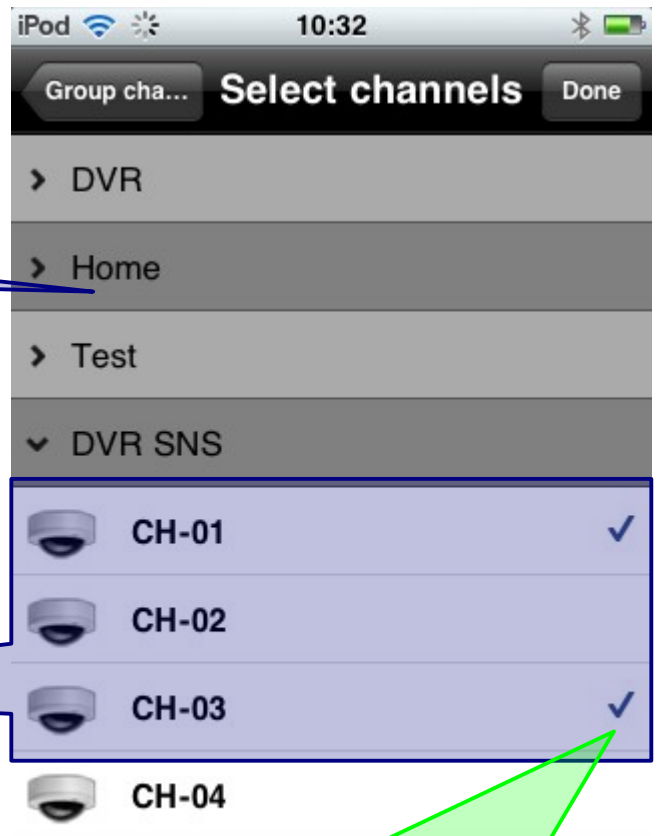 iPod 10:32
Group cha... Select channels Done
DVR
Home
Test
DVR SNS
CH-01
CH-02
CH-03
CH-04